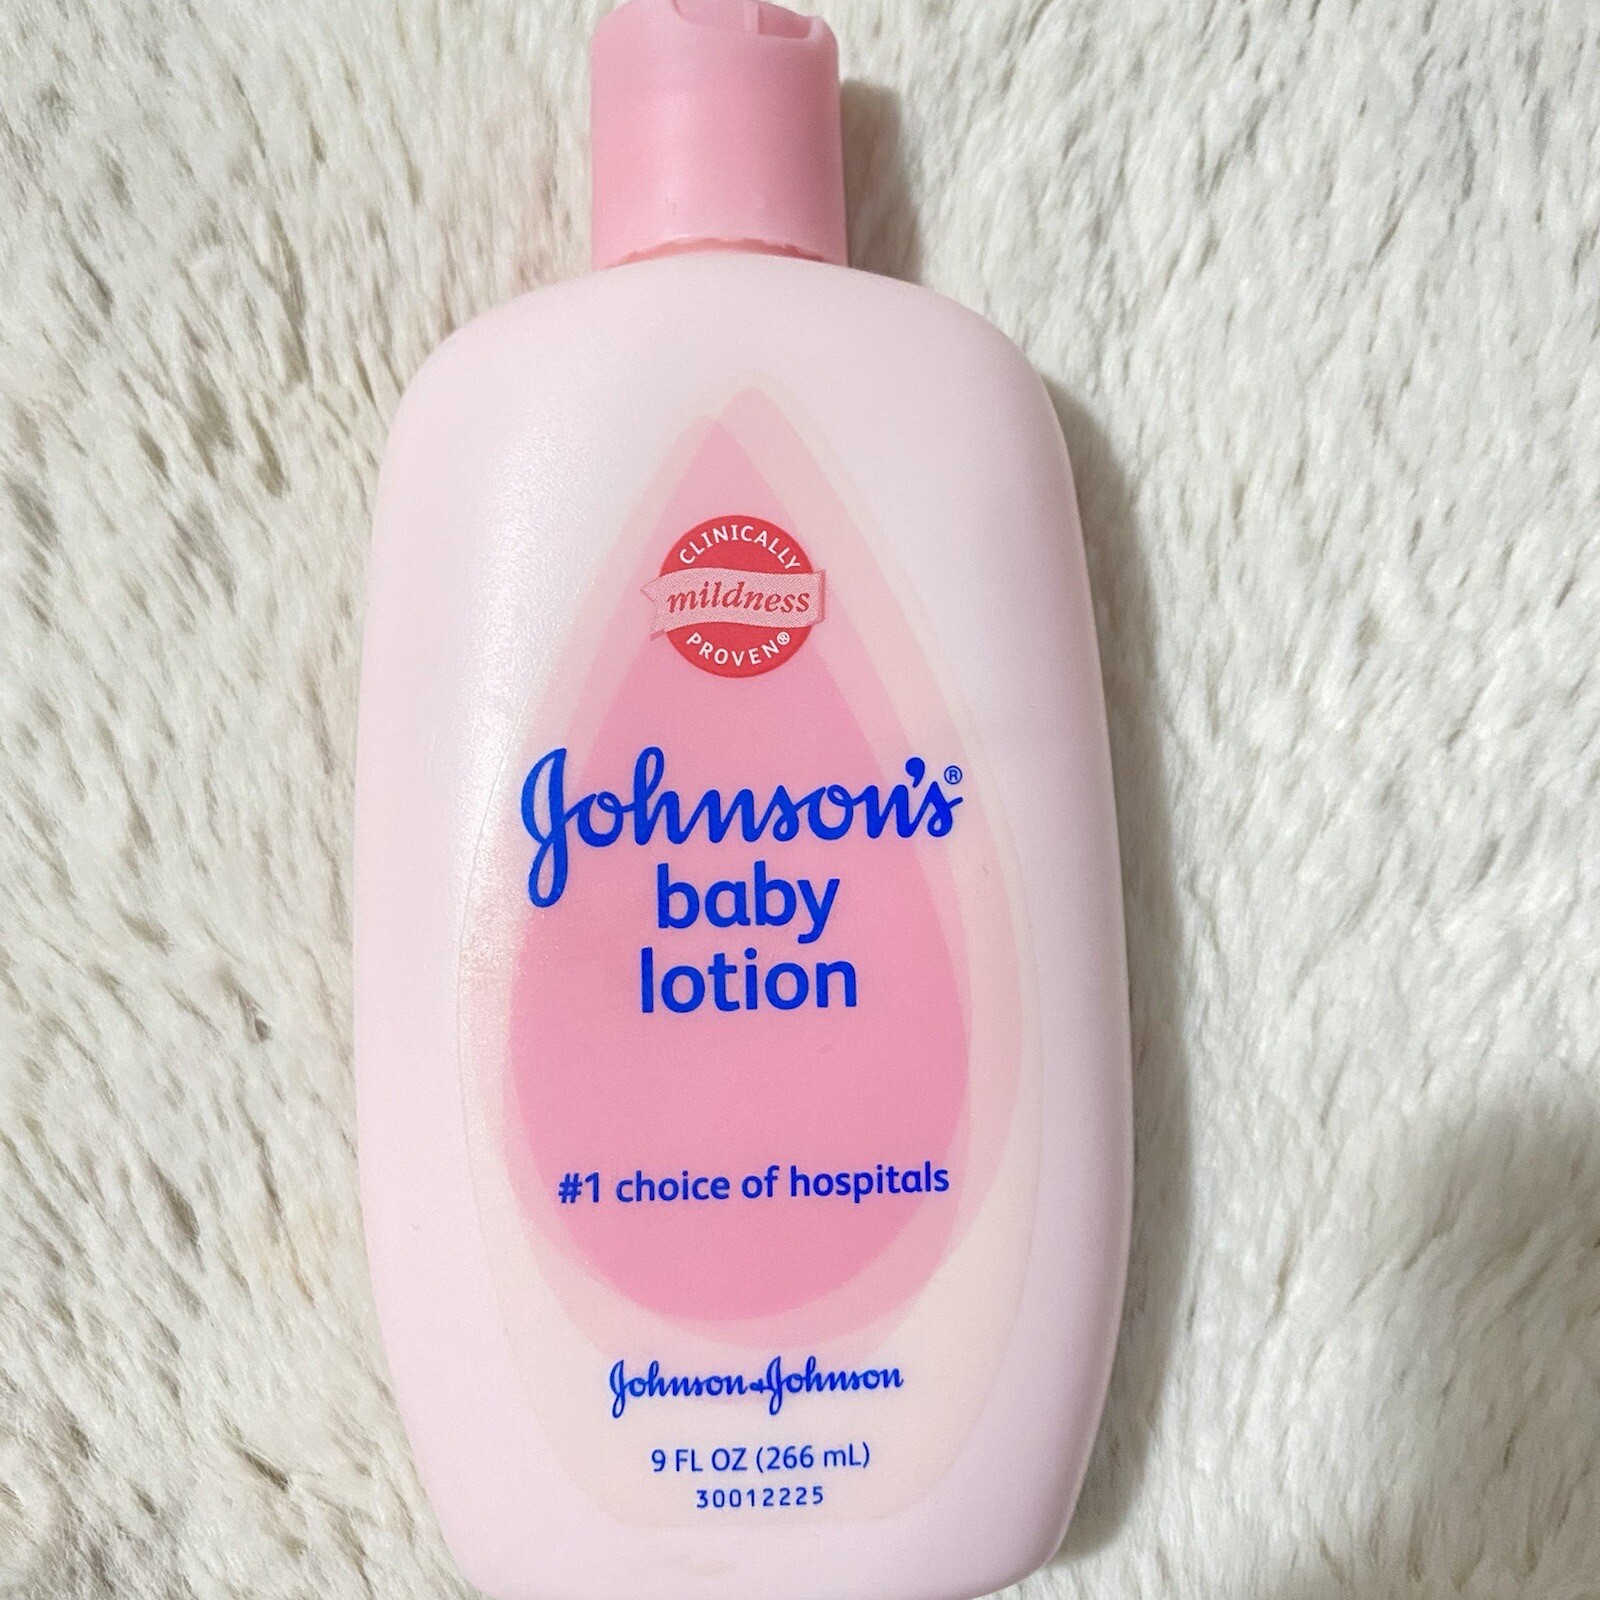 CLINICALLY
mildness
PROVEN®
Johnson's®
baby
lotion
#1 choice of hospitals
Johnson&Johnson
9 FL OZ (266 mL)
30012225